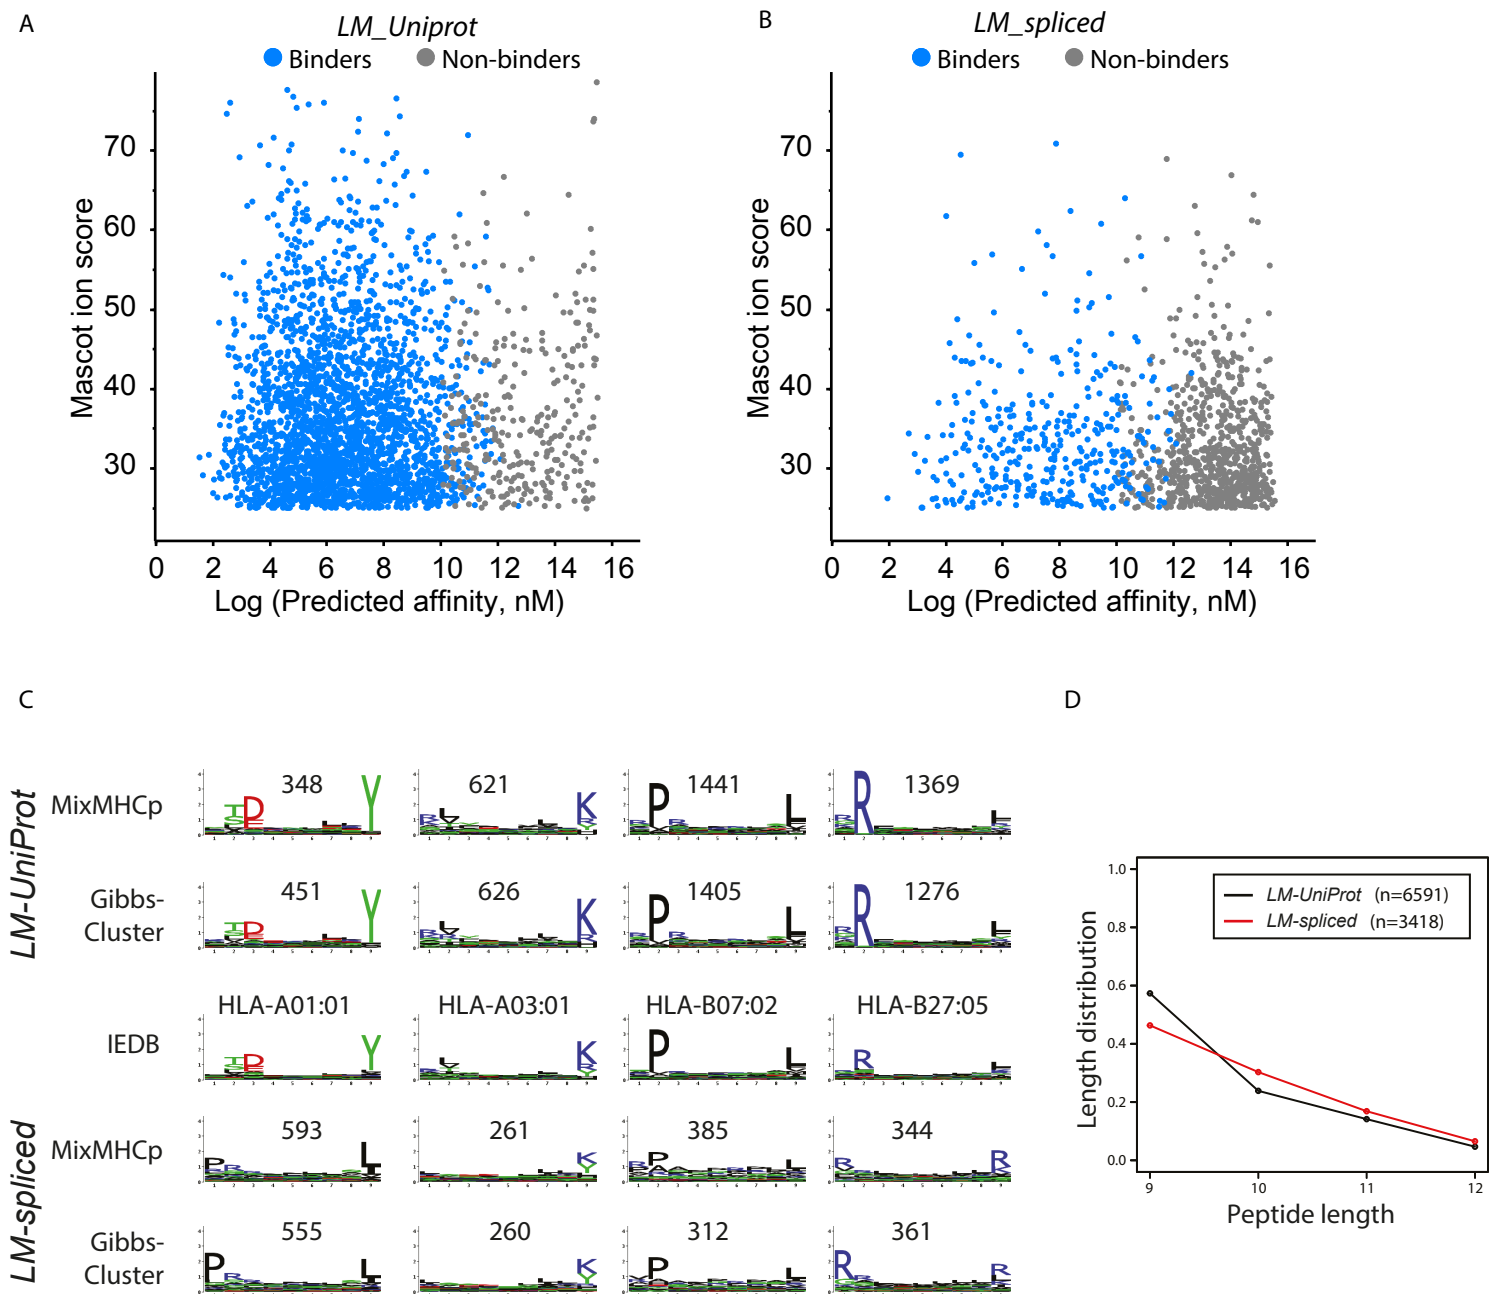 A
LM_Uniprot
Binders Non-binders
70
60
50
40
30
Mascot ion score
0 2 4 6 8 10 12 14 16
Log (Predicted affinity, nM)
B
LM_spliced
Binders Non-binders
70
60
50
40
30
Mascot ion score
0 2 4 6 8 10 12 14 16
Log (Predicted affinity, nM)
C
LM-UniProt
MixMHCp
348 621 1441 1369
Gibbs-
Cluster
451 626 1405 1276
IEDB
HLA-A01:01 HLA-A03:01 HLA-B07:02 HLA-B27:05
LM-spliced
MixMHCp
593 261 385 344
Gibbs-
Cluster
555 260 312 361
D
LM-UniProt (n=6591)
LM-spliced (n=3418)
1.0
0.8
0.6
0.4
0.2
0.0
Length distribution
9 10 11 12
Peptide length